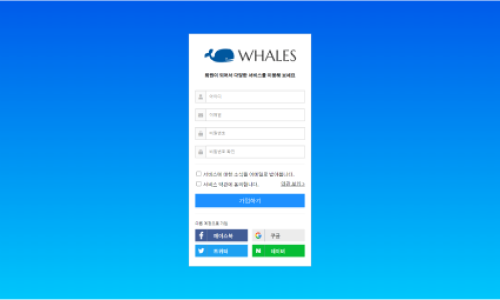 WHALES
회원이 되어서 다양한 서비스를 이용해 보세요
아이디
이메일
비밀번호
비밀번호 확인
서비스에 대한 소식을 이메일로 받겠습니다.
서비스 약관에 동의합니다.
약관 보기 >
가입하기
다른 계정으로 가입
페이스북
구글
트위터
네이버